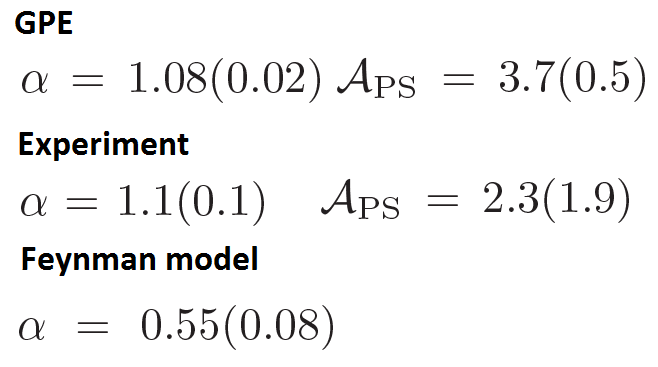 GPE
α = 1.08(0.02) 𝒜PS = 3.7(0.5)
Experiment
α = 1.1(0.1) 𝒜PS = 2.3(1.9)
Feynman model
α = 0.55(0.08)